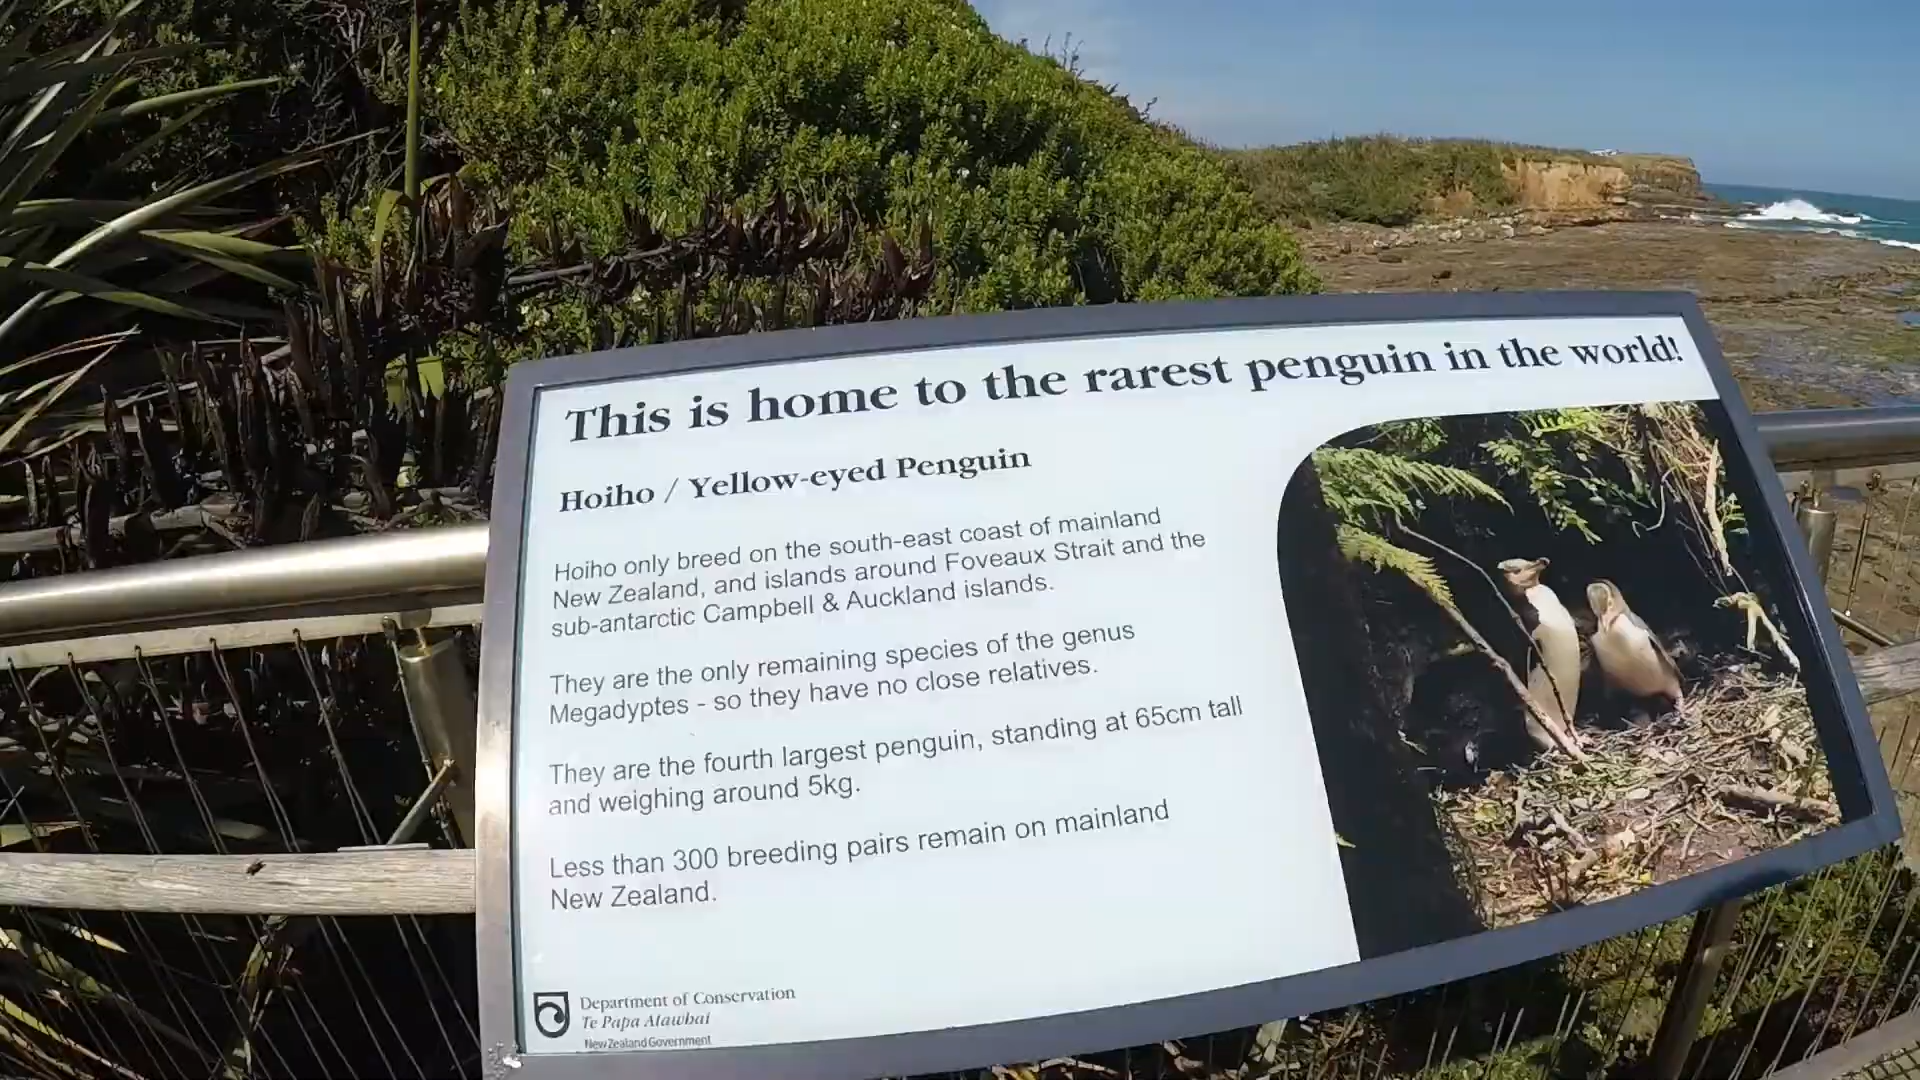 This is home to the rarest penguin in the world!
Hoiho / Yellow-eyed Penguin
Hoiho only breed on the south-east coast of mainland
New Zealand, and islands around Foveaux Strait and the
sub-antarctic Campbell & Auckland islands.
They are the only remaining species of the genus
Megadyptes - so they have no close relatives.
They are the fourth largest penguin, standing at 65cm tall
and weighing around 5kg.
Less than 300 breeding pairs remain on mainland
New Zealand.
Department of Conservation
Te Papa Atawhai
New Zealand Government